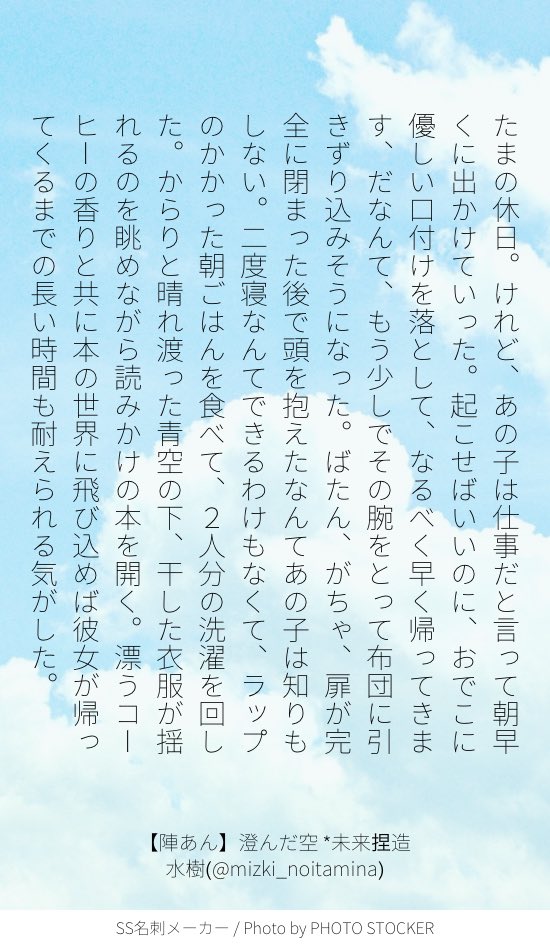 たまの休日。けれど、あの子は仕事だと言って朝早
くに出かけていった。起こせばいいのに、おでこに
優しい口付けを落として、なるべく早く帰ってきま
す、だなんて、もう少しでその腕をとって布団に引
きずり込みそうになった。ばたん、がちゃ、扉が完
全に閉まった後で頭を抱えたなんてあの子は知りも
しない。二度寝なんてできるわけもなくて、ラップ
のかかった朝ごはんを食べて、２人分の洗濯を回し
た。からりと晴れ渡った青空の下、干した衣服が揺
れるのを眺めながら読みかけの本を開く。漂うコー
ヒーの香りと共に本の世界に飛び込めば彼女が帰っ
てくるまでの長い時間も耐えられる気がした。
【陣あん】澄んだ空 *未来捏造
水樹(@mizki_noitamina)
SS名刺メーカー / Photo by PHOTO STOCKER